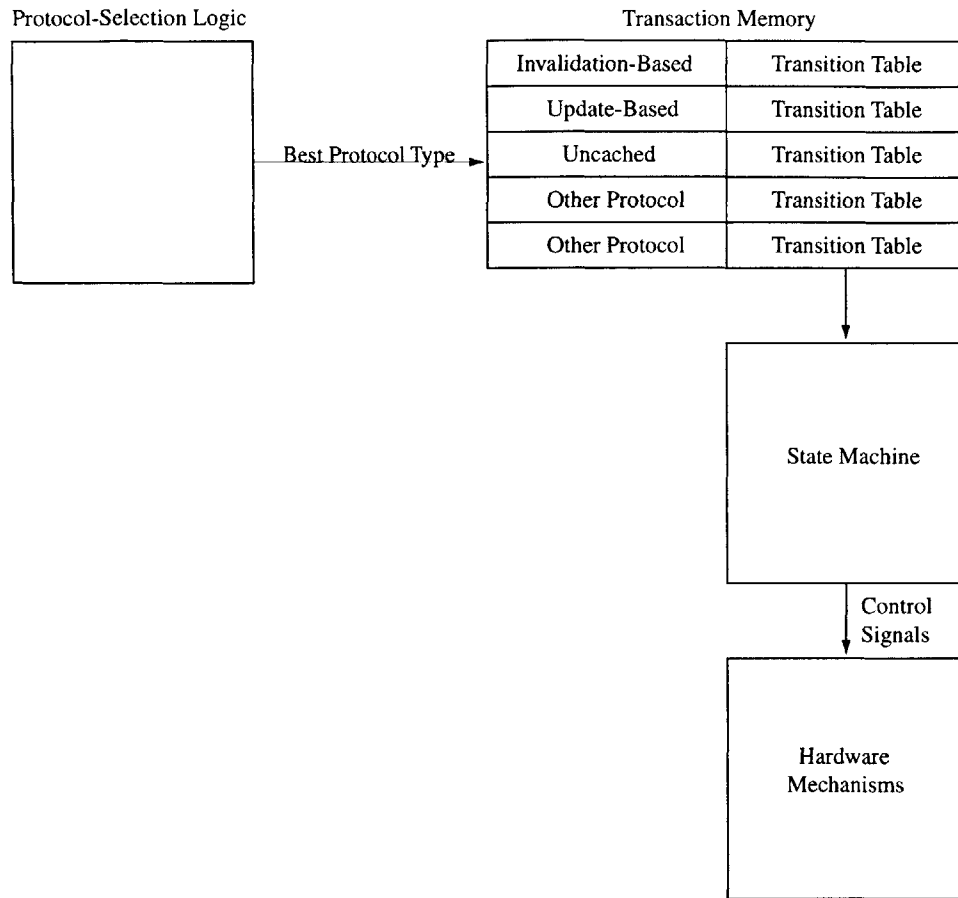 Protocol-Selection Logic
Transaction Memory
Invalidation-Based Transition Table
Update-Based Transition Table
Best Protocol Type
Uncached Transition Table
Other Protocol Transition Table
Other Protocol Transition Table
State Machine
Control
Signals
Hardware
Mechanisms